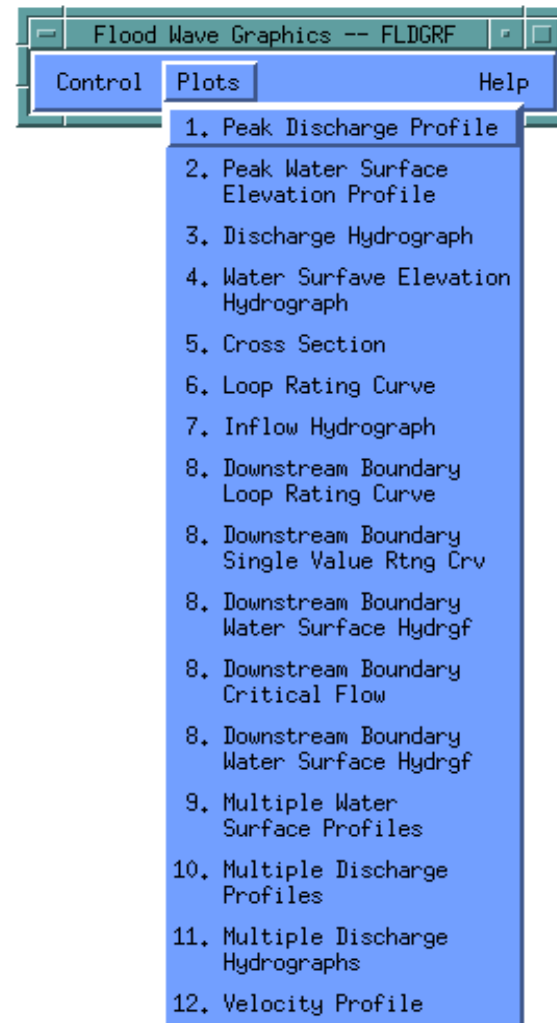 Flood Wave Graphics -- FLDGRF
Control Plots Help
1. Peak Discharge Profile
2. Peak Water Surface
Elevation Profile
3. Discharge Hydrograph
4. Water Surfave Elevation
Hydrograph
5. Cross Section
6. Loop Rating Curve
7. Inflow Hydrograph
8. Downstream Boundary
Loop Rating Curve
8. Downstream Boundary
Single Value Rtng Crv
8. Downstream Boundary
Water Surface Hydrgf
8. Downstream Boundary
Critical Flow
8. Downstream Boundary
Water Surface Hydrgf
9. Multiple Water
Surface Profiles
10. Multiple Discharge
Profiles
11. Multiple Discharge
Hydrographs
12. Velocity Profile